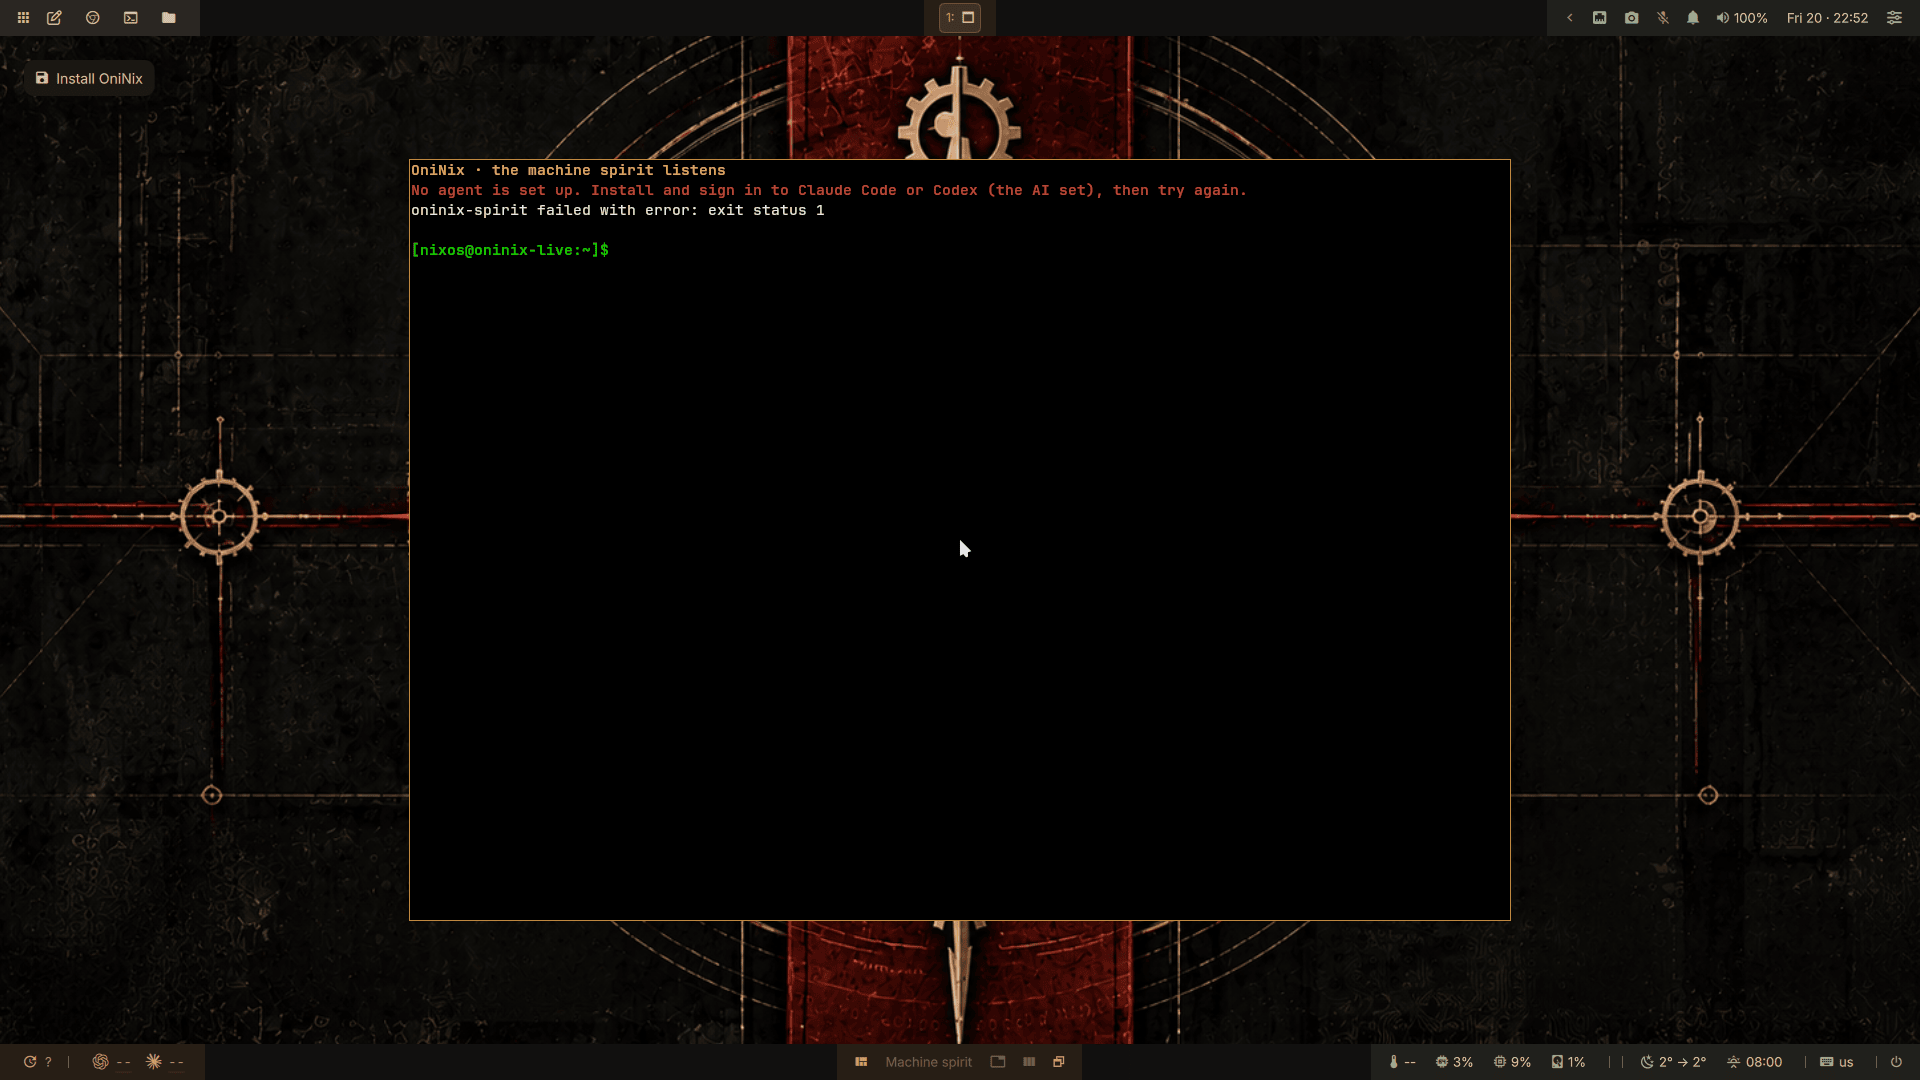 1:
100%
Fri 20 · 22:52
Install OniNix
OniNix · the machine spirit listens
No agent is set up. Install and sign in to Claude Code or Codex (the AI set), then try again.
oninix-spirit failed with error: exit status 1
[nixos@oninix-live:~]$
? | -- --
Machine spirit
-- 3% 9% 1% | | 2° → 2° 08:00 | us |